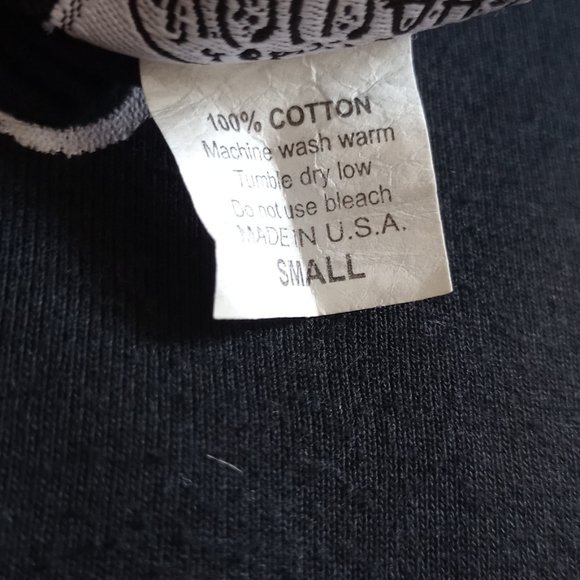 100% COTTON
Machine wash warm
Tumble dry low
Do not use bleach
MADE IN U.S.A.
SMALL